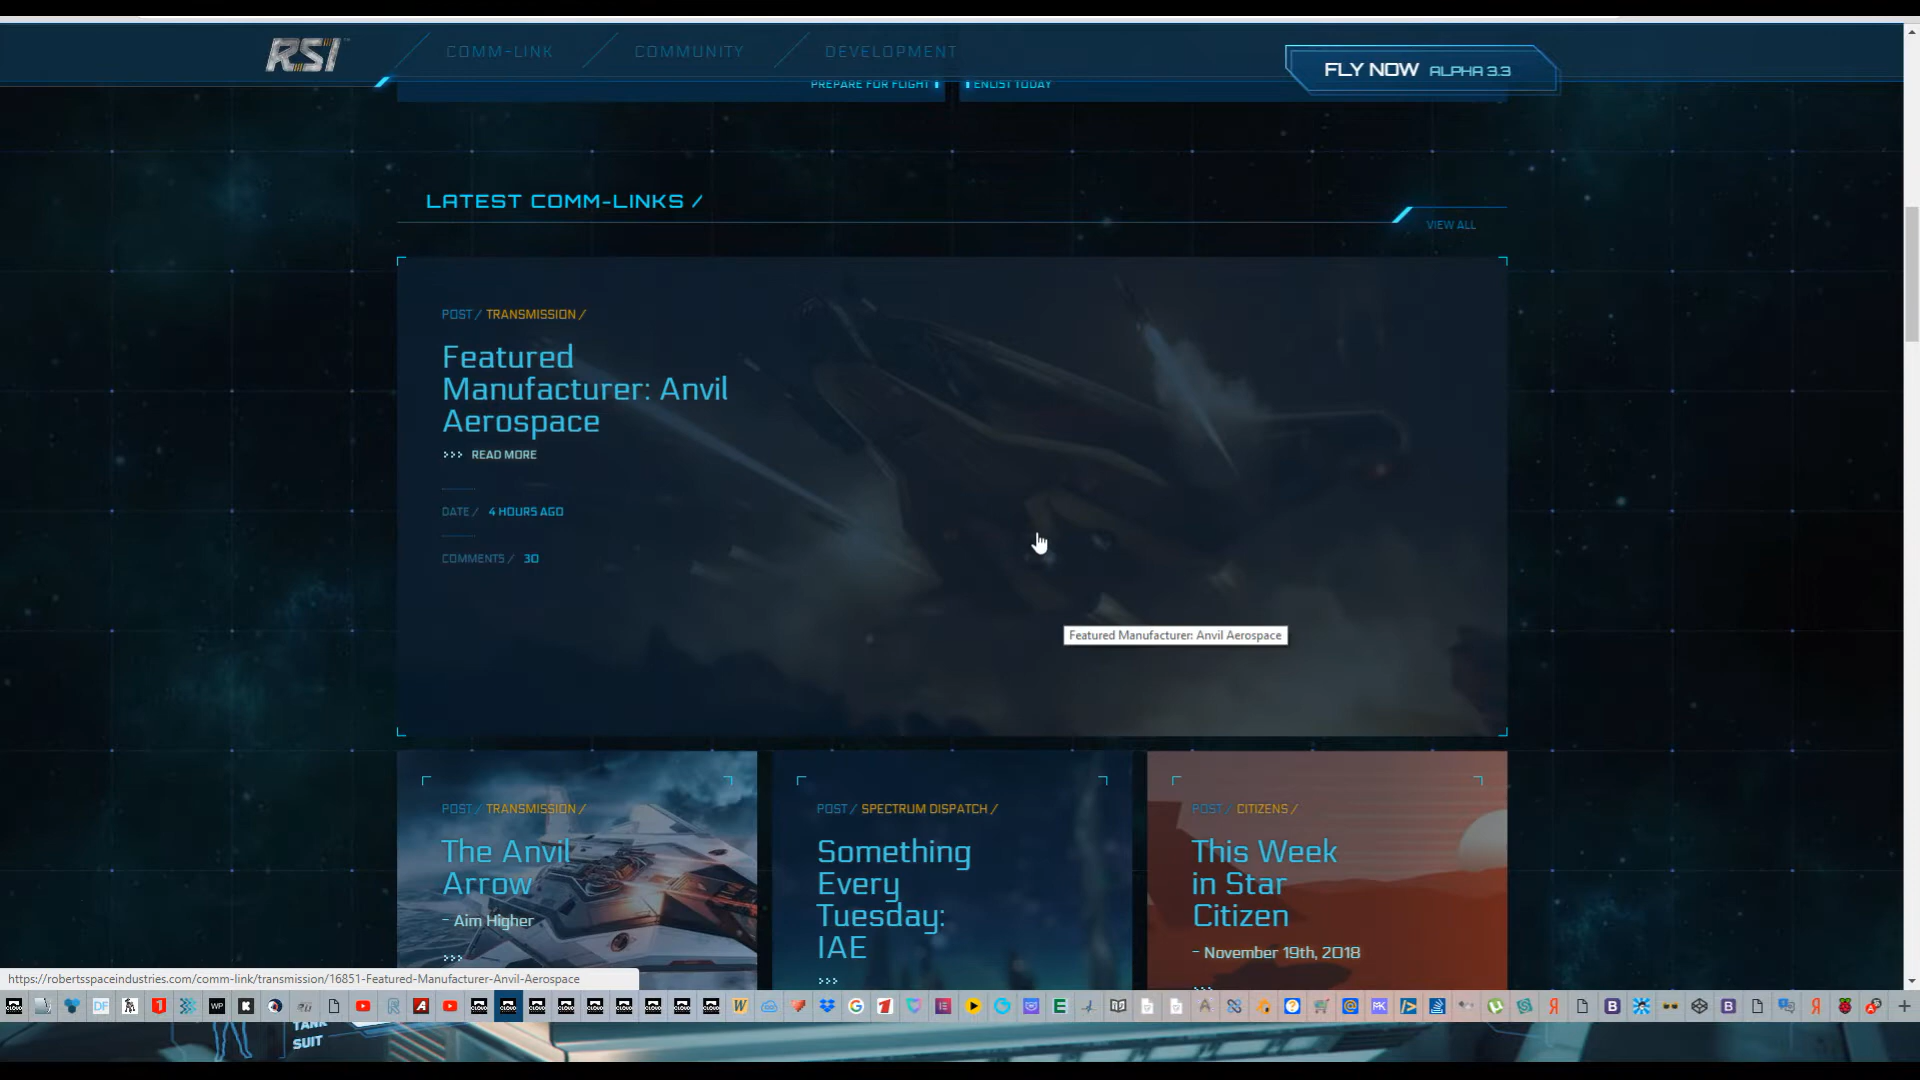 RSI
COMM-LINK
COMMUNITY
DEVELOPMENT
FLY NOW ALPHA 3.3
PREPARE FOR FLIGHT
ENLIST TODAY
LATEST COMM-LINKS /
VIEW ALL
POST / TRANSMISSION /
Featured
Manufacturer: Anvil
Aerospace
READ MORE
DATE / 4 HOURS AGO
COMMENTS / 30
Featured Manufacturer: Anvil Aerospace
POST / TRANSMISSION /
The Anvil
Arrow
- Aim Higher
POST / SPECTRUM DISPATCH /
Something
Every
Tuesday:
IAE
POST / CITIZENS /
This Week
in Star
Citizen
- November 19th, 2018
https://robertsspaceindustries.com/comm-link/transmission/16851-Featured-Manufacturer-Anvil-Aerospace
TANK
SUIT